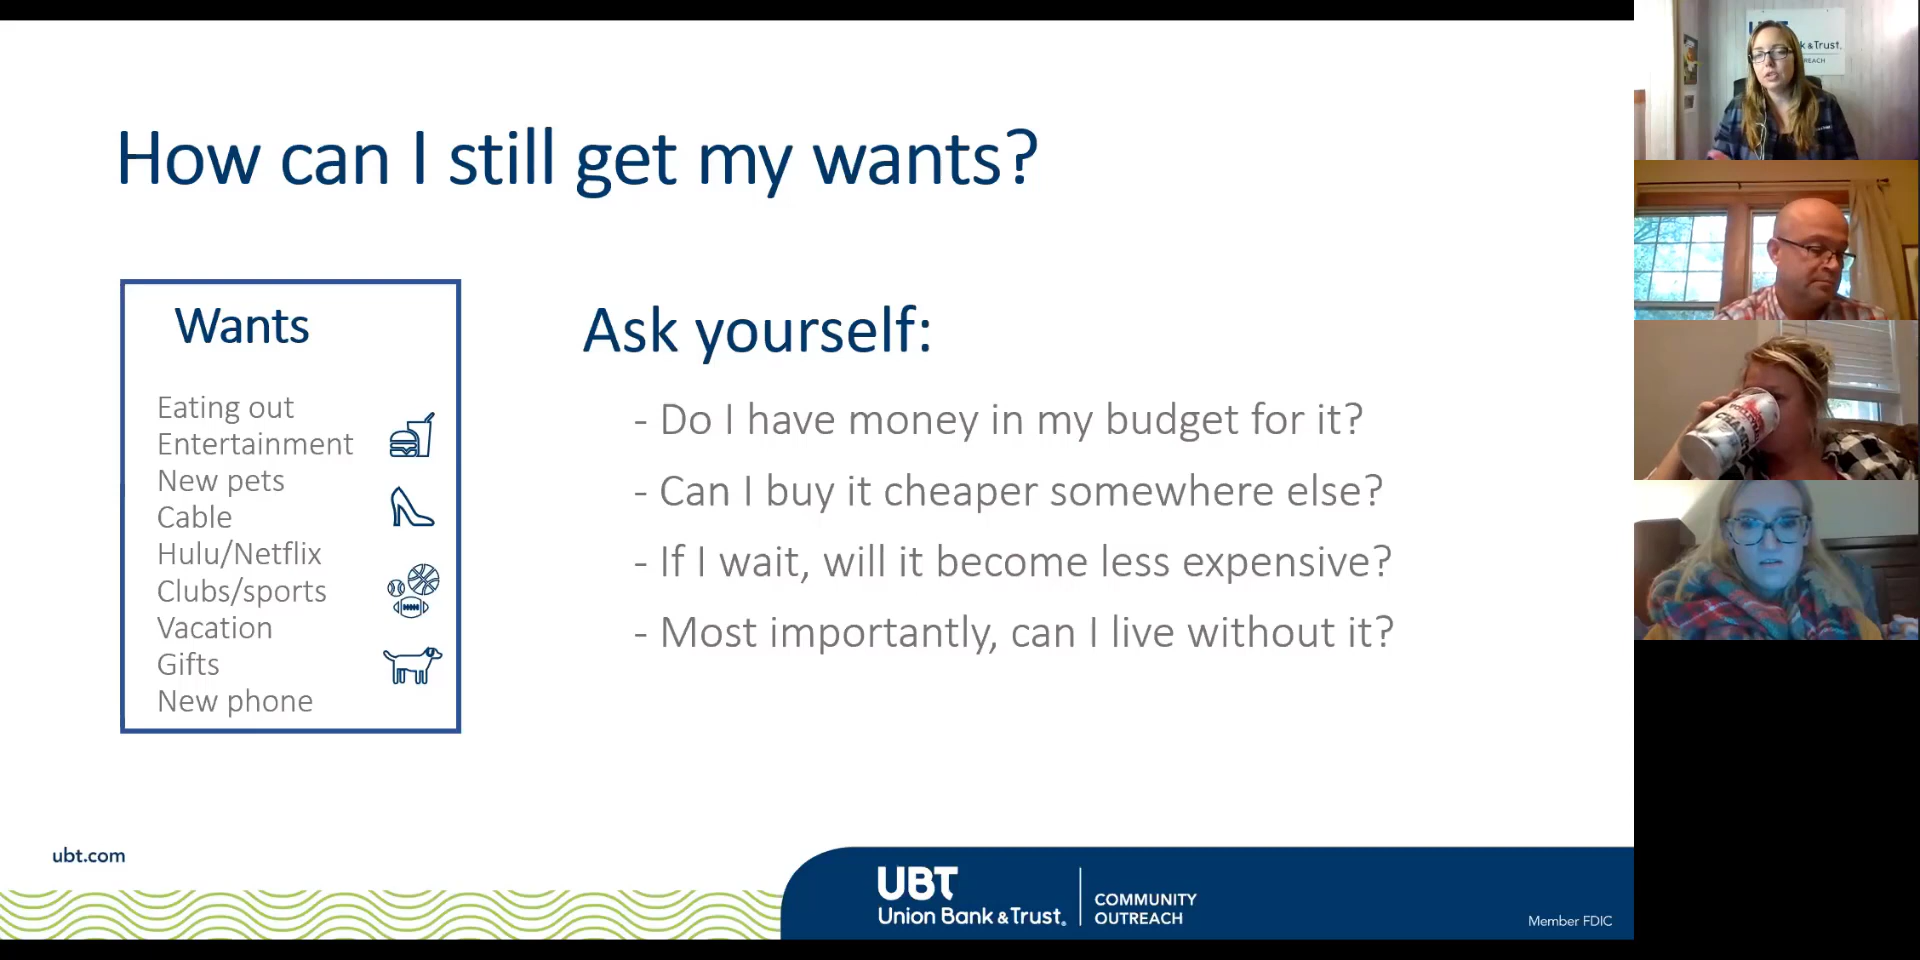 How can I still get my wants?
Wants
Eating out
Entertainment
New pets
Cable
Hulu/Netflix
Clubs/sports
Vacation
Gifts
New phone
Ask yourself:
- Do I have money in my budget for it?
- Can I buy it cheaper somewhere else?
- If I wait, will it become less expensive?
- Most importantly, can I live without it?
ubt.com
UBT
Union Bank & Trust.
COMMUNITY
OUTREACH
Member FDIC
k & Trust.
REACH